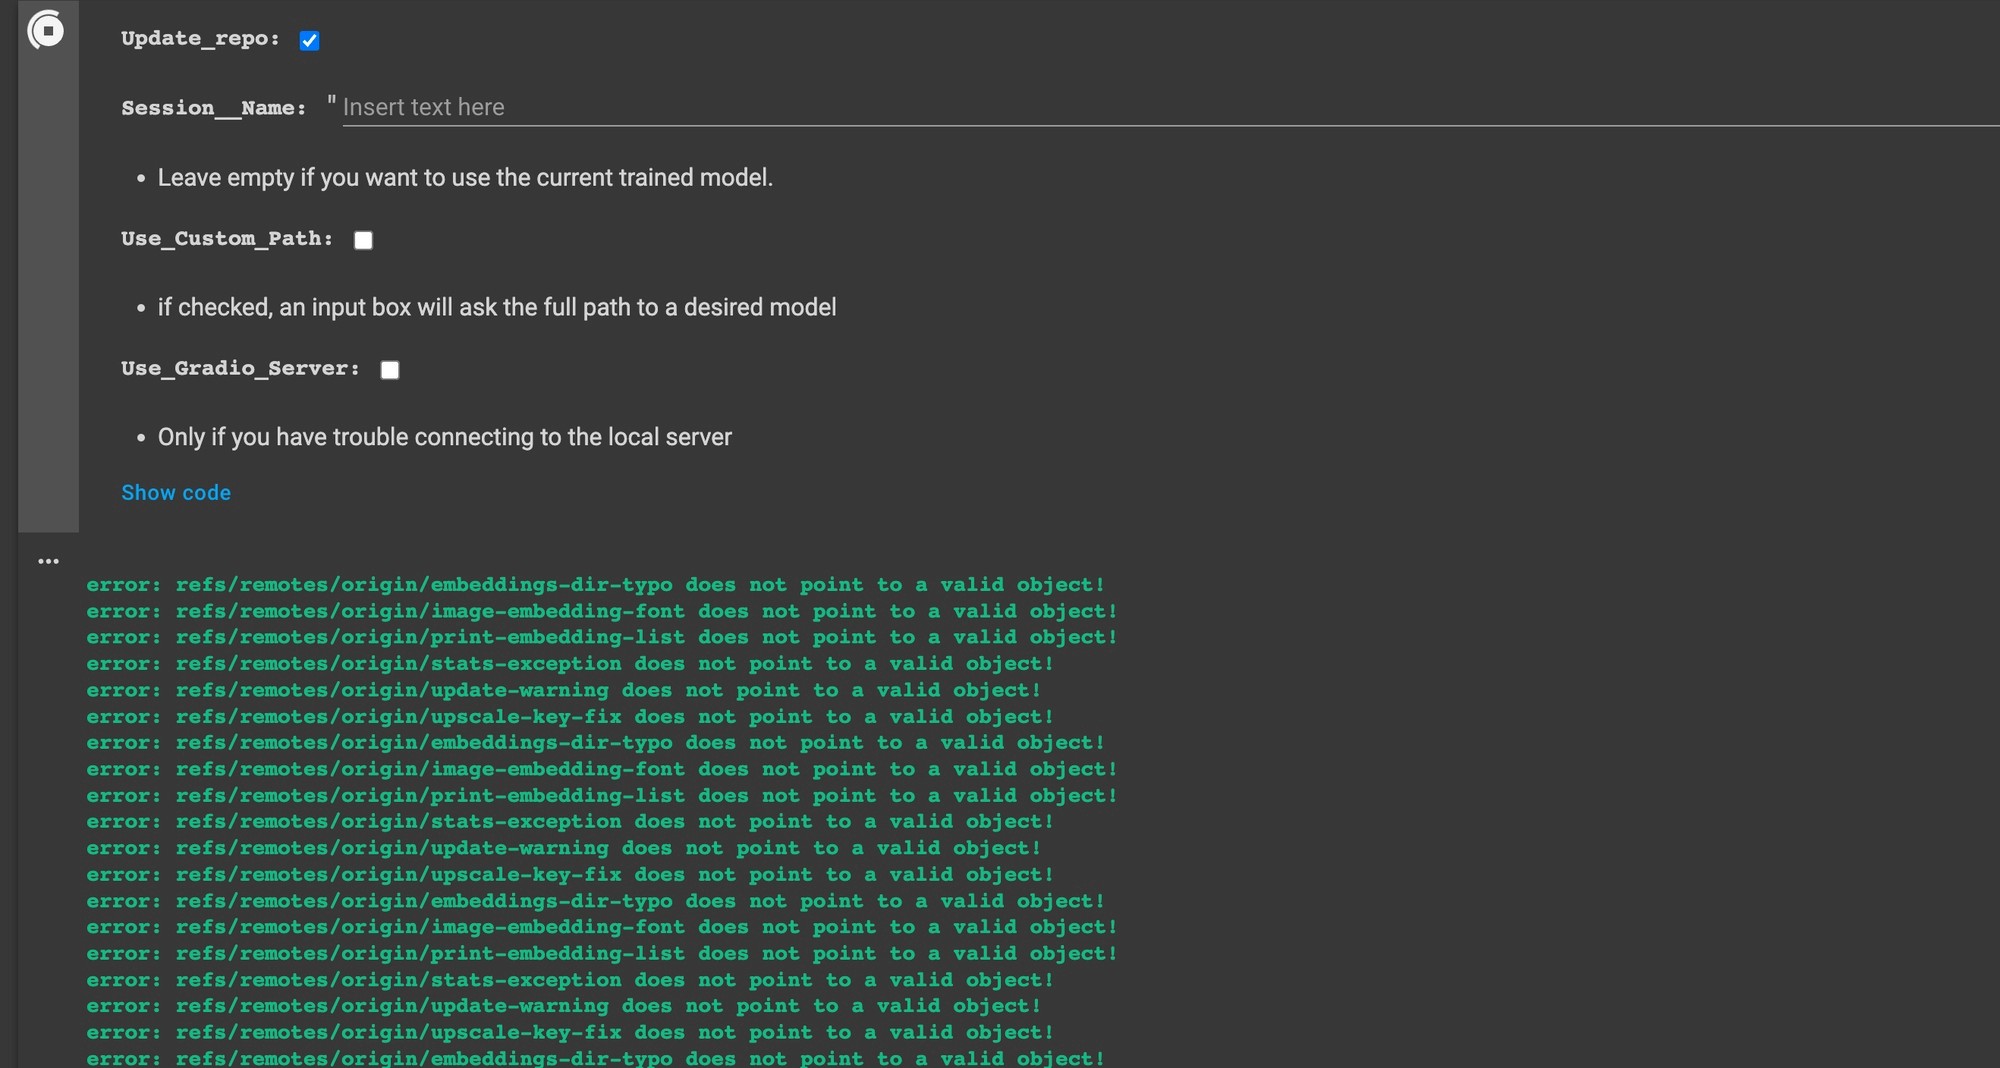 Update_repo:
Session__Name: " Insert text here
• Leave empty if you want to use the current trained model.
Use_Custom_Path:
• if checked, an input box will ask the full path to a desired model
Use_Gradio_Server:
• Only if you have trouble connecting to the local server
Show code
...
error: refs/remotes/origin/embeddings-dir-typo does not point to a valid object!
error: refs/remotes/origin/image-embedding-font does not point to a valid object!
error: refs/remotes/origin/print-embedding-list does not point to a valid object!
error: refs/remotes/origin/stats-exception does not point to a valid object!
error: refs/remotes/origin/update-warning does not point to a valid object!
error: refs/remotes/origin/upscale-key-fix does not point to a valid object!
error: refs/remotes/origin/embeddings-dir-typo does not point to a valid object!
error: refs/remotes/origin/image-embedding-font does not point to a valid object!
error: refs/remotes/origin/print-embedding-list does not point to a valid object!
error: refs/remotes/origin/stats-exception does not point to a valid object!
error: refs/remotes/origin/update-warning does not point to a valid object!
error: refs/remotes/origin/upscale-key-fix does not point to a valid object!
error: refs/remotes/origin/embeddings-dir-typo does not point to a valid object!
error: refs/remotes/origin/image-embedding-font does not point to a valid object!
error: refs/remotes/origin/print-embedding-list does not point to a valid object!
error: refs/remotes/origin/stats-exception does not point to a valid object!
error: refs/remotes/origin/update-warning does not point to a valid object!
error: refs/remotes/origin/upscale-key-fix does not point to a valid object!
error: refs/remotes/origin/embeddings-dir-typo does not point to a valid object!